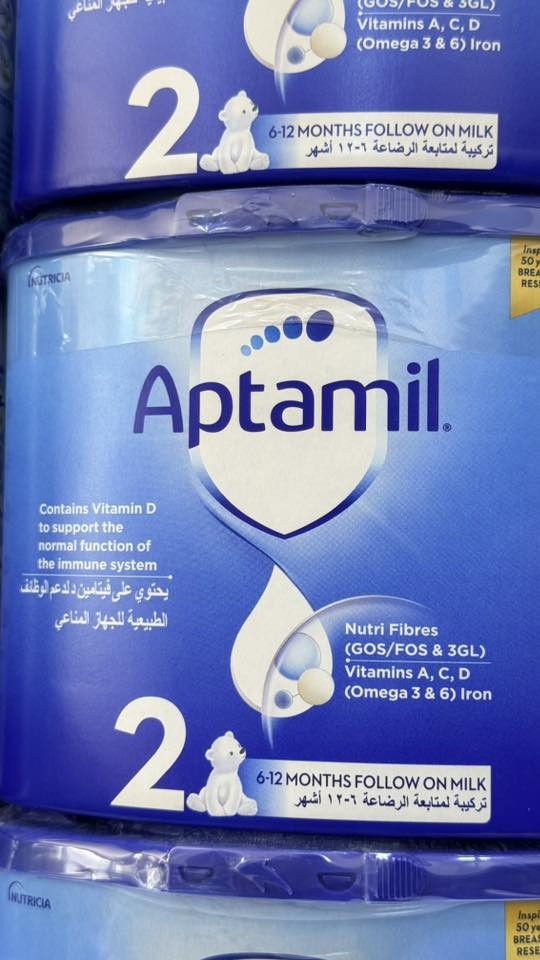 (GOS/FOS & 3GL)
Vitamins A, C, D
(Omega 3 & 6) Iron
2
6-12 MONTHS FOLLOW ON MILK
تركيبة لمتابعة الرضاعة ٦-١٢ أشهر
NUTRICIA
50
Aptamil
Contains Vitamin D
to support the
normal function of
the immune system
يحتوي على فيتامين د لدعم الوظائف
الطبيعية للجهاز المناعي
Nutri Fibres
(GOS/FOS & 3GL)
Vitamins A, C, D
(Omega 3 & 6) Iron
2
6-12 MONTHS FOLLOW ON MILK
تركيبة لمتابعة الرضاعة ٦-١٢ أشهر
NUTRICIA
50